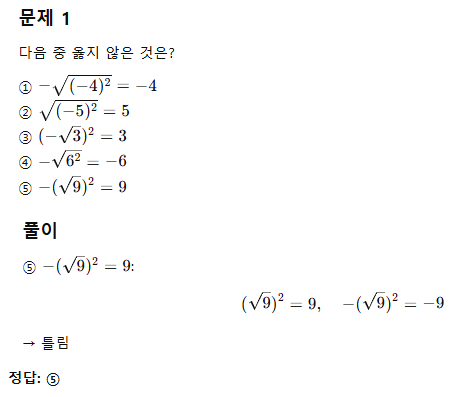 문제 1
다음 중 옳지 않은 것은?
① −√(−4)² = −4
② √(−5)² = 5
③ (−√3)² = 3
④ −√6² = −6
⑤ −(√9)² = 9
풀이
⑤ −(√9)² = 9:
(√9)² = 9, −(√9)² = −9
→ 틀림
정답: ⑤